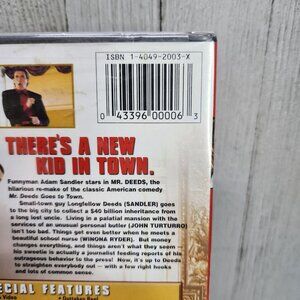 ISBN 1-4049-2003-X
0 43396 00006 3
THERE'S A NEW
KID IN TOWN.
Funnyman Adam Sandler stars in MR. DEEDS, the
hilarious re-make of the classic American comedy
Mr. Deeds Goes to Town.
Small-town guy Longfellow Deeds (SANDLER) goes
to the big city to collect a $40 billion inheritance from
a long lost uncle. Living in a palatial mansion with the
services of an unusual personal butler (JOHN TURTURRO)
isn't too bad. Things get even better when he meets a
beautiful school nurse (WINONA RYDER). But money
changes everything, and things aren't what they seem—
his sweetie is actually a journalist feeding reports of his
outrageous behavior to the press! Now, it's up to Deeds
to straighten everybody out — with a few right hooks
and lots of common sense.
ECIAL FEATURES
Video
• Outtakes Reel